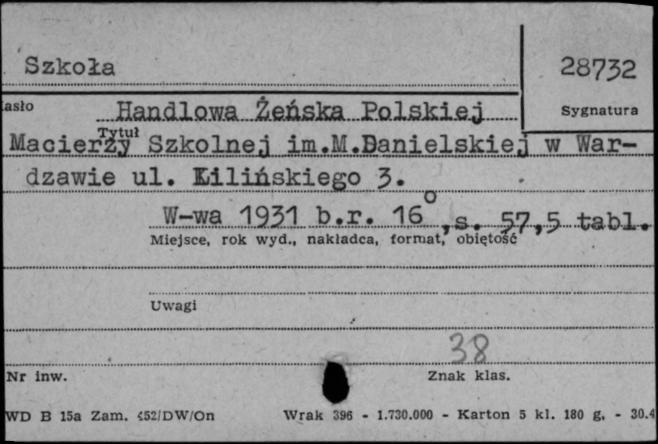 Szkoła
28732
asło
Handlowa Żeńska Polskiej
Sygnatura
Tytuł
Macierzy Szkolnej im.M.Danielskiej w War-
dzawie ul. Kilińskiego 3.
W-wa 1931 b.r. 16°, s. 57,5 tabl.
Miejsce, rok wyd., nakładca, format, objętość
Uwagi
38
Nr inw.
Znak klas.
WD B 15a Zam. 452/DW/On Wrak 396 - 1.730.000 - Karton 5 kl. 180 g. - 30.4